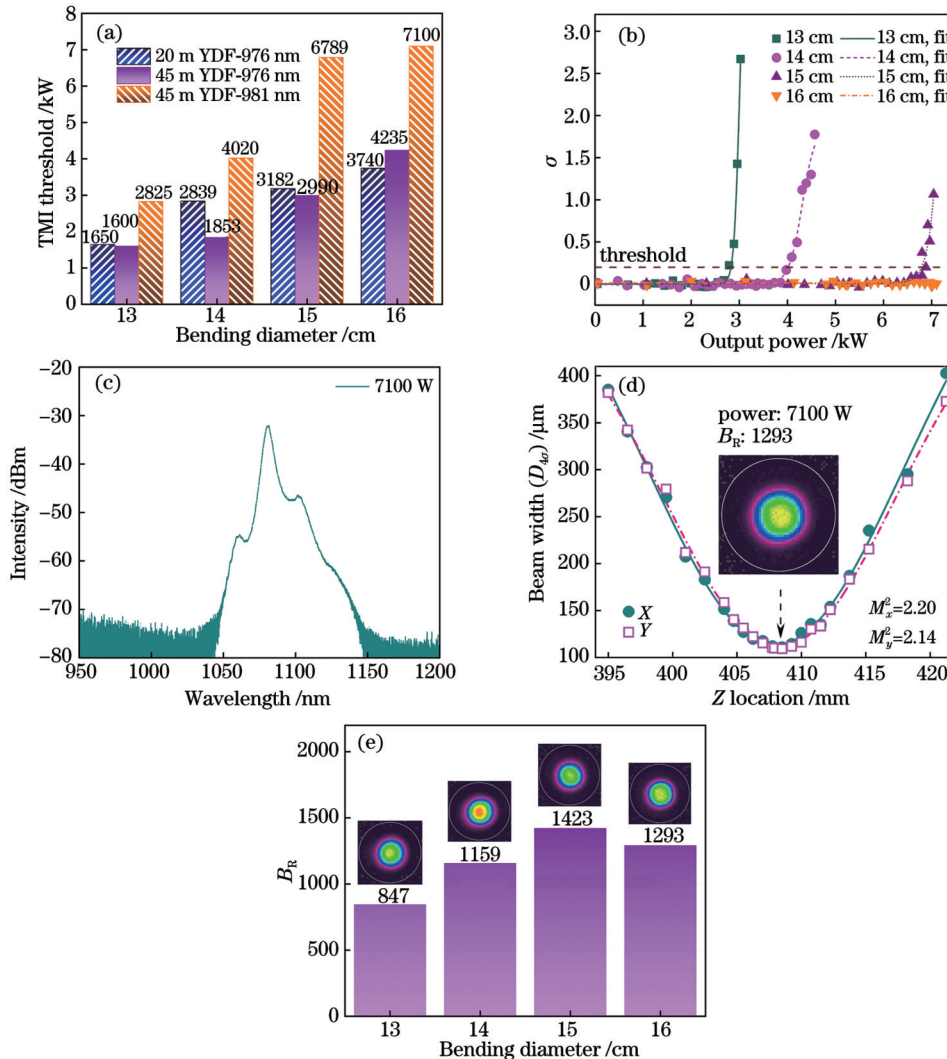 (a)
20 m YDF-976 nm
45 m YDF-976 nm
45 m YDF-981 nm
TMI threshold /kW
8
7
6
5
4
3
2
1
0
1650
1600
2825
2839
1853
4020
3182
2990
6789
3740
4235
7100
13
14
15
16
Bending diameter /cm
(b)
13 cm 13 cm, fit
14 cm 14 cm, fit
15 cm 15 cm, fit
16 cm 16 cm, fit
σ
3.0
2.5
2.0
1.5
1.0
0.5
0
threshold
0 1 2 3 4 5 6 7
Output power /kW
(c)
7100 W
Intensity /dBm
−20
−30
−40
−50
−60
−70
−80
950 1000 1050 1100 1150 1200
Wavelength /nm
(d)
power: 7100 W
BR: 1293
Beam width (D4σ) /μm
400
350
300
250
200
150
100
X
Y
M²x=2.20
M²y=2.14
395 400 405 410 415 420
Z location /mm
(e)
BR
2000
1500
1000
500
0
847
1159
1423
1293
13 14 15 16
Bending diameter /cm